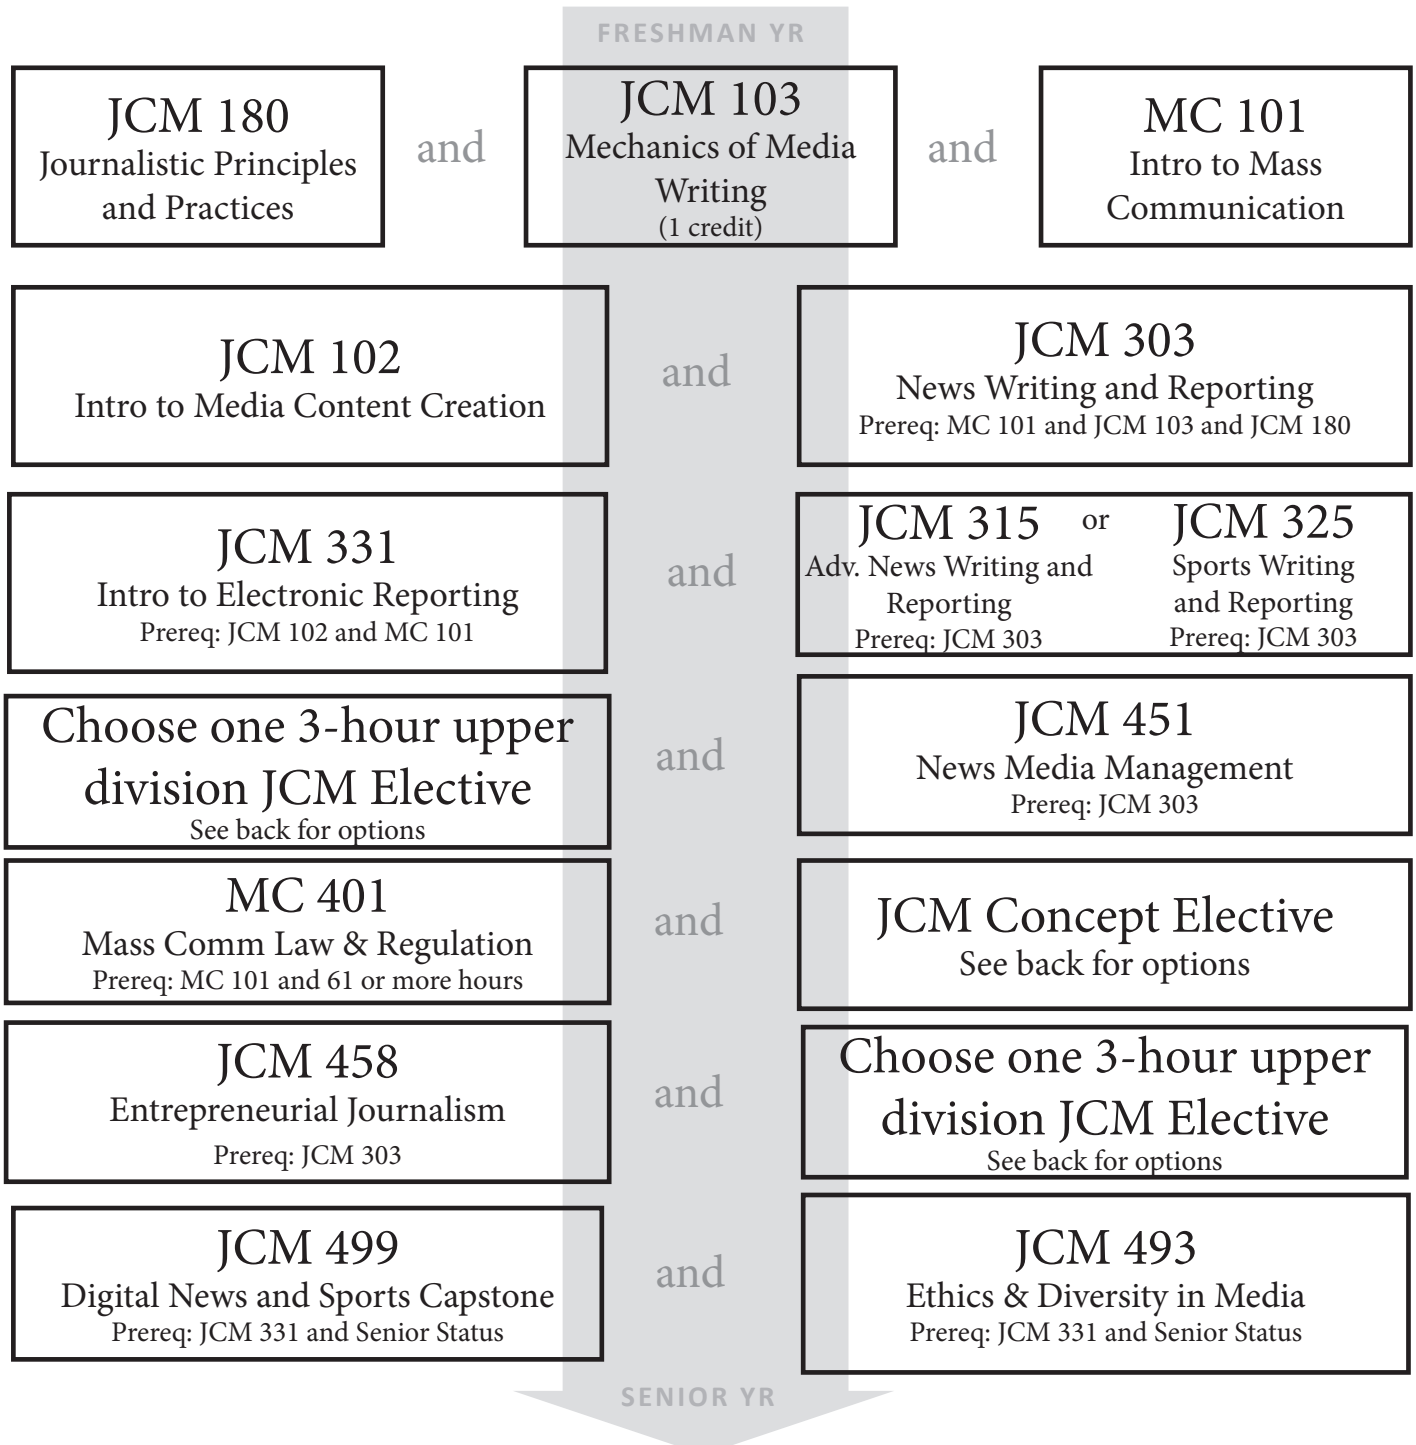 FRESHMAN YR
JCM 180
Journalistic Principles
and Practices
and
JCM 103
Mechanics of Media
Writing
(1 credit)
and
MC 101
Intro to Mass
Communication
JCM 102
Intro to Media Content Creation
and
JCM 303
News Writing and Reporting
Prereq: MC 101 and JCM 103 and JCM 180
JCM 331
Intro to Electronic Reporting
Prereq: JCM 102 and MC 101
and
JCM 315
Adv. News Writing and
Reporting
Prereq: JCM 303
or
JCM 325
Sports Writing
and Reporting
Prereq: JCM 303
Choose one 3-hour upper
division JCM Elective
See back for options
and
JCM 451
News Media Management
Prereq: JCM 303
MC 401
Mass Comm Law & Regulation
Prereq: MC 101 and 61 or more hours
and
JCM Concept Elective
See back for options
JCM 458
Entrepreneurial Journalism
Prereq: JCM 303
and
Choose one 3-hour upper
division JCM Elective
See back for options
JCM 499
Digital News and Sports Capstone
Prereq: JCM 331 and Senior Status
and
JCM 493
Ethics & Diversity in Media
Prereq: JCM 331 and Senior Status
SENIOR YR